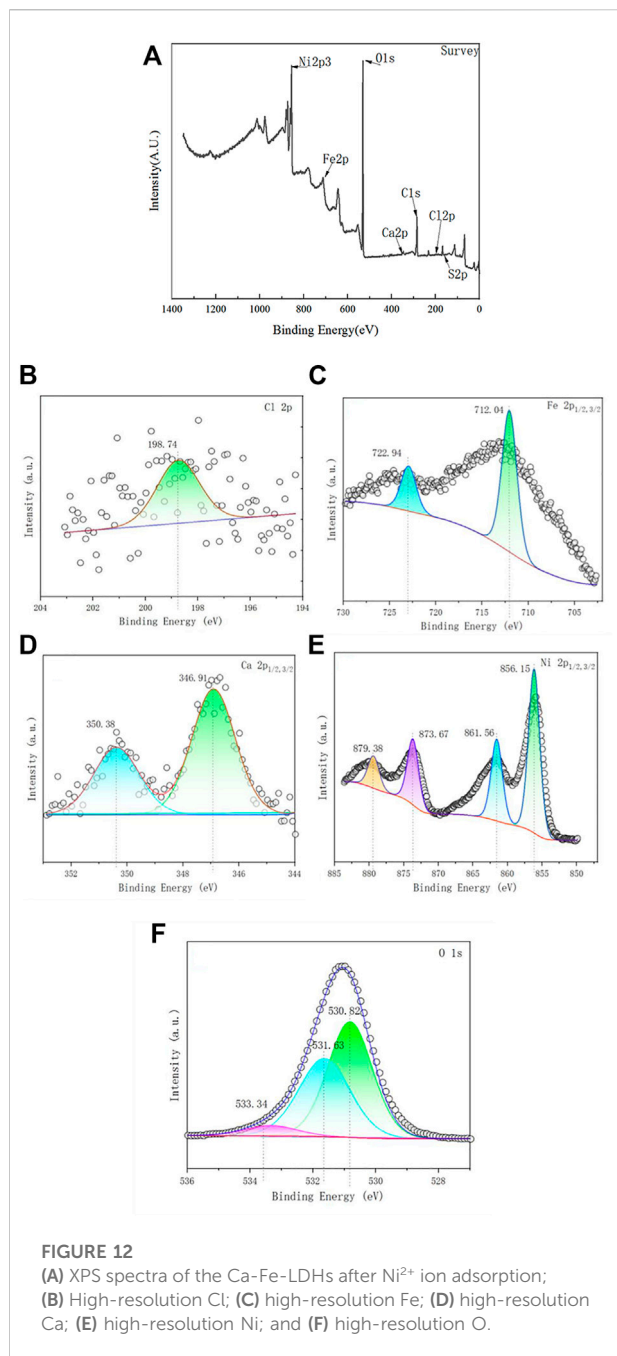 A
Survey
Ni2p3
O1s
Fe2p
C1s
Ca2p
Cl2p
S2p
Intensity(A.U.)
1400 1200 1000 800 600 400 200 0
Binding Energy(eV)
B
Cl 2p
198.74
Intensity (a.u.)
204 202 200 198 196 194
Binding Energy (eV)
C
Fe 2p1/2,3/2
712.04
722.94
Intensity (a.u.)
730 725 720 715 710 705
Binding Energy (eV)
D
Ca 2p1/2,3/2
346.91
350.38
Intensity (a.u.)
352 350 348 346 344
Binding Energy (eV)
E
Ni 2p1/2,3/2
856.15
861.56
873.67
879.38
Intensity (a.u.)
885 880 875 870 865 860 855 850
Binding Energy (eV)
F
O 1s
530.82
531.63
533.34
Intensity (a.u.)
536 534 532 530 528
Binding Energy (eV)
FIGURE 12
(A) XPS spectra of the Ca-Fe-LDHs after Ni²⁺ ion adsorption;
(B) High-resolution Cl; (C) high-resolution Fe; (D) high-resolution
Ca; (E) high-resolution Ni; and (F) high-resolution O.